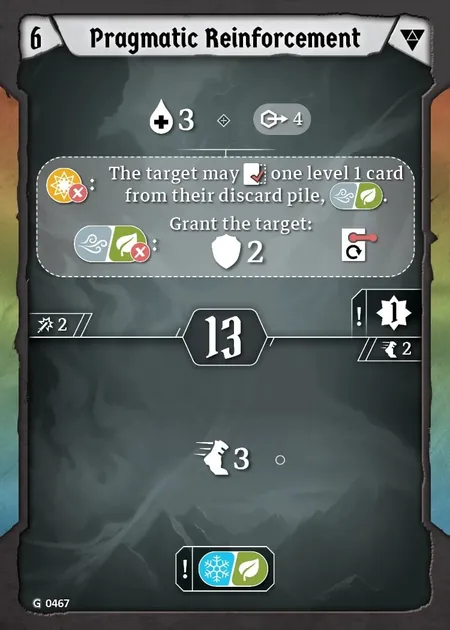 6 Pragmatic Reinforcement
3 4
: The target may one level 1 card
from their discard pile, .
Grant the target:
: 2
2 13 ! 1
2
3
!
G 0467